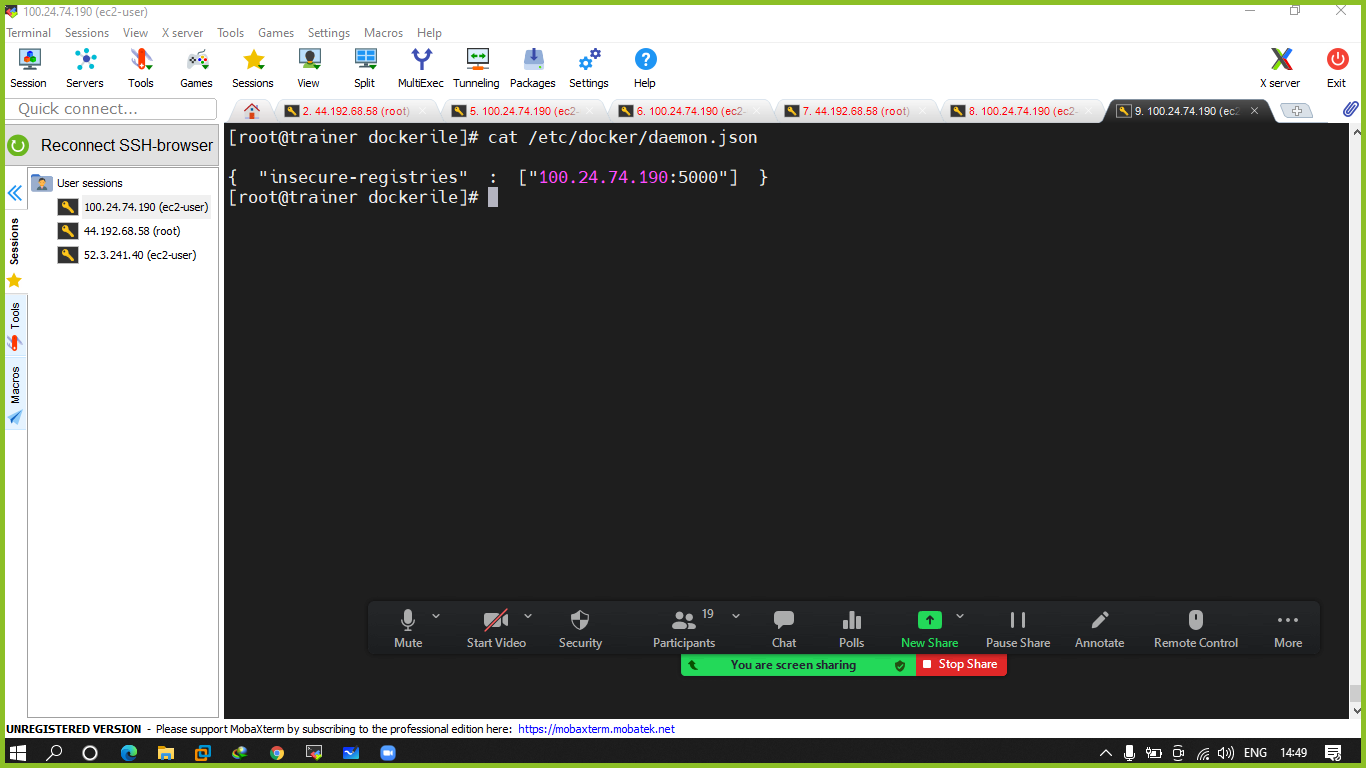 100.24.74.190 (ec2-user)
Terminal Sessions View X server Tools Games Settings Macros Help
Session Servers Tools Games Sessions View Split MultiExec Tunneling Packages Settings Help X server Exit
Quick connect...
2. 44.192.68.58 (root) 5. 100.24.74.190 (ec2- 6. 100.24.74.190 (ec2- 7. 44.192.68.58 (root) 8. 100.24.74.190 (ec2- 9. 100.24.74.190 (ec2-
Reconnect SSH-browser
User sessions
100.24.74.190 (ec2-user)
44.192.68.58 (root)
52.3.241.40 (ec2-user)
Sessions
Tools
Macros
[root@trainer dockerile]# cat /etc/docker/daemon.json
{  "insecure-registries"  :  ["100.24.74.190:5000"]  }
[root@trainer dockerile]#
19
Mute Start Video Security Participants Chat Polls New Share Pause Share Annotate Remote Control More
You are screen sharing Stop Share
UNREGISTERED VERSION - Please support MobaXterm by subscribing to the professional edition here: https://mobaxterm.mobatek.net
ENG 14:49